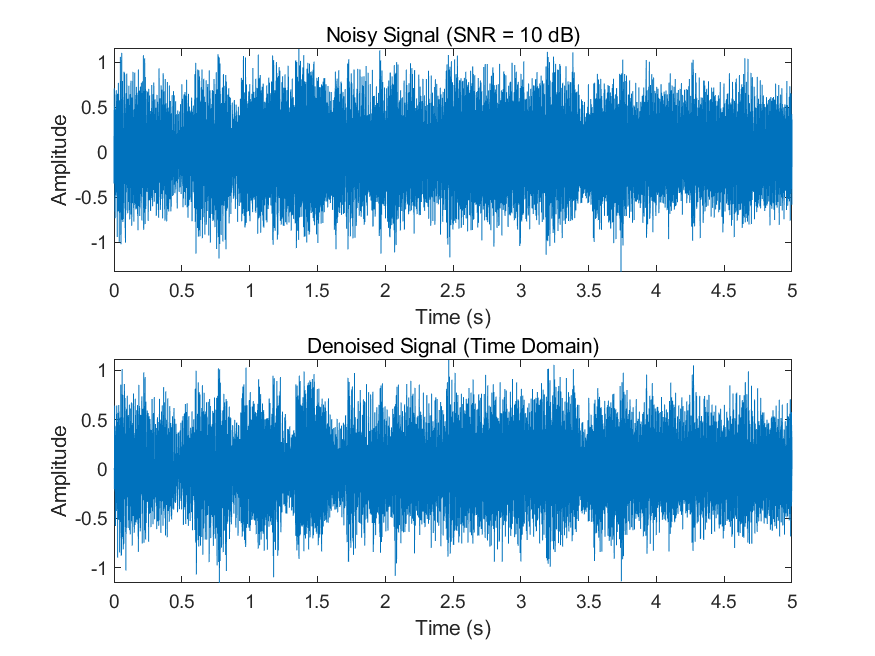 Noisy Signal (SNR = 10 dB)
1
0.5
0
-0.5
-1
Amplitude
0 0.5 1 1.5 2 2.5 3 3.5 4 4.5 5
Time (s)
Denoised Signal (Time Domain)
1
0.5
0
-0.5
-1
Amplitude
0 0.5 1 1.5 2 2.5 3 3.5 4 4.5 5
Time (s)